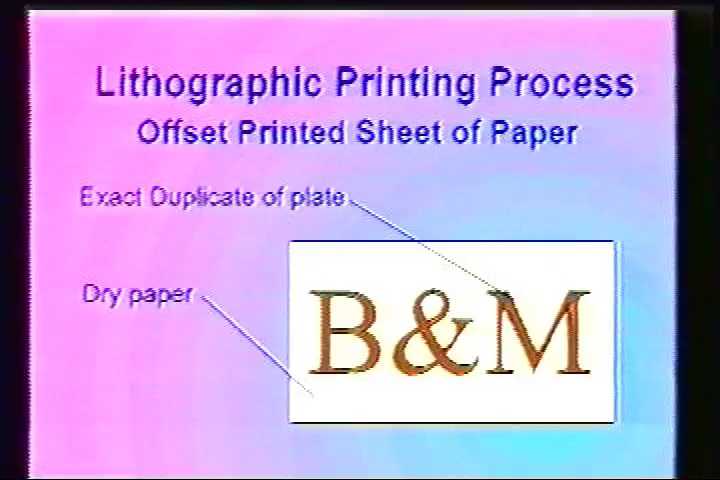 Lithographic Printing Process
Offset Printed Sheet of Paper
Exact Duplicate of plate
Dry paper
B&M